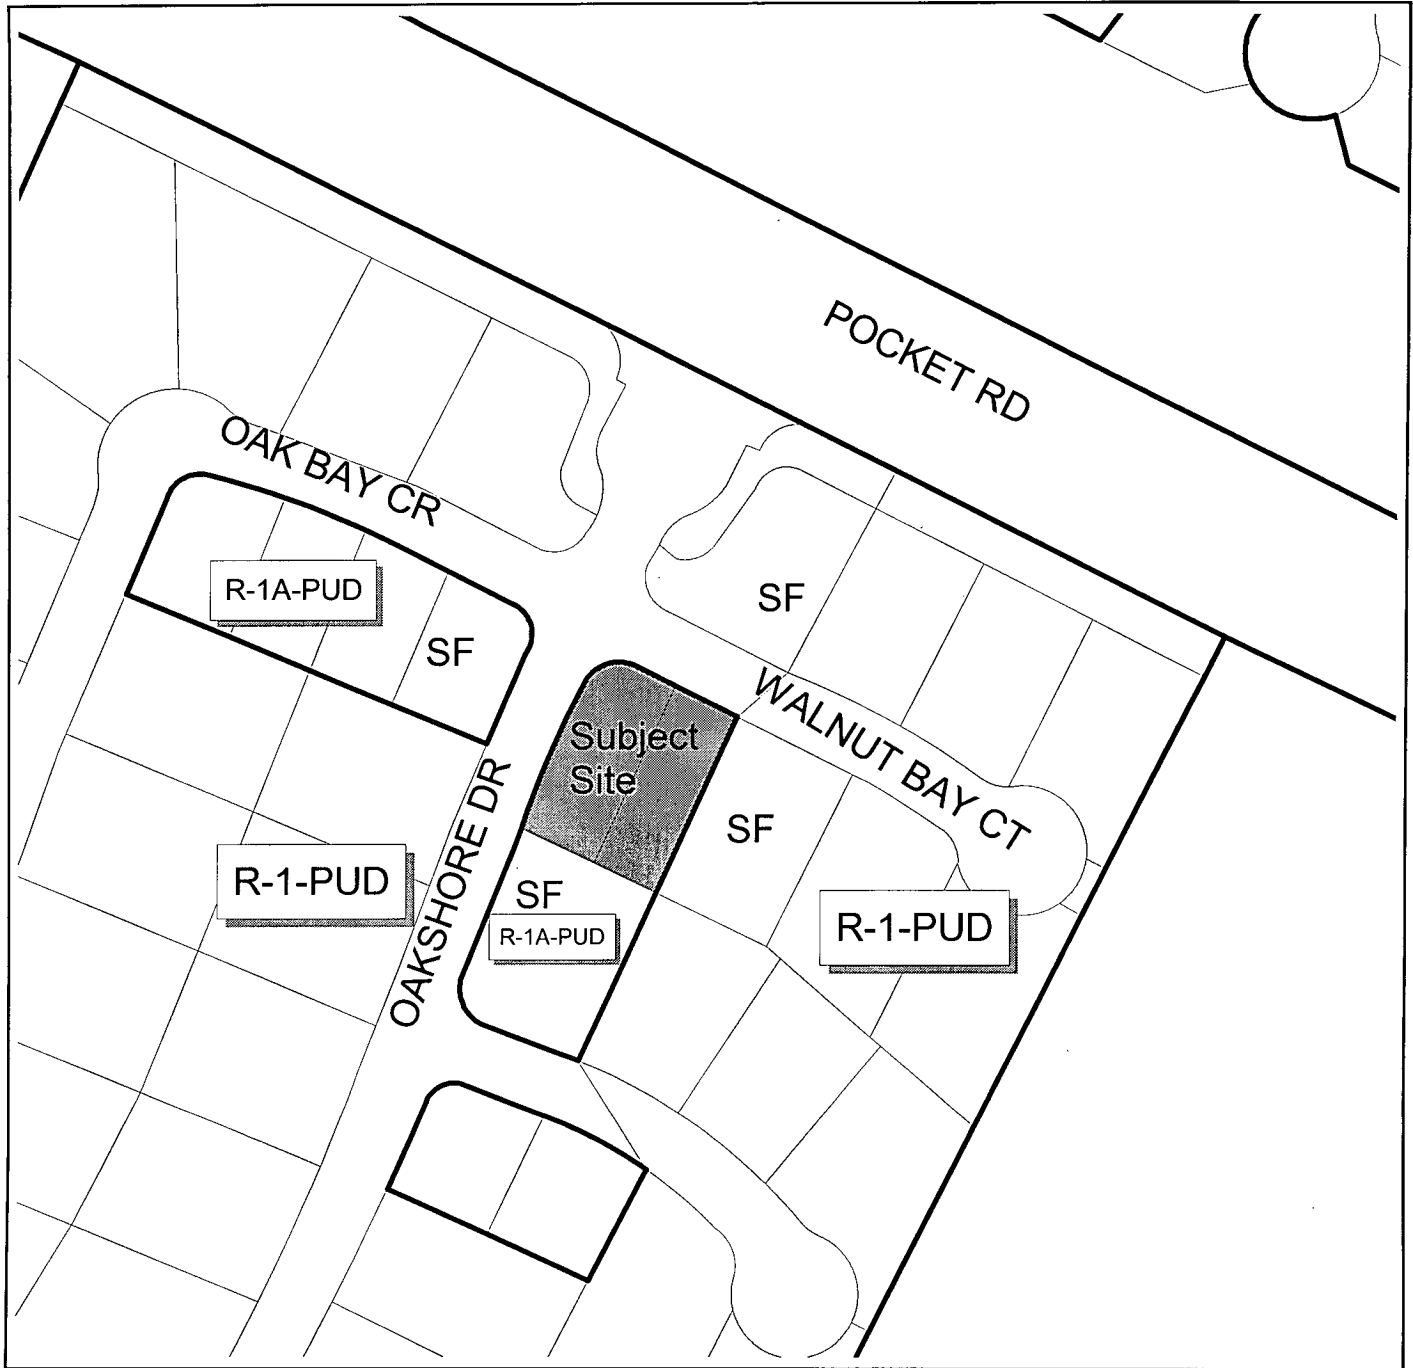 POCKET RD
OAK BAY CR
R-1A-PUD
SF
SF
WALNUT BAY CT
Subject
Site
OAKSHORE DR
SF
R-1-PUD
SF
R-1A-PUD
R-1-PUD